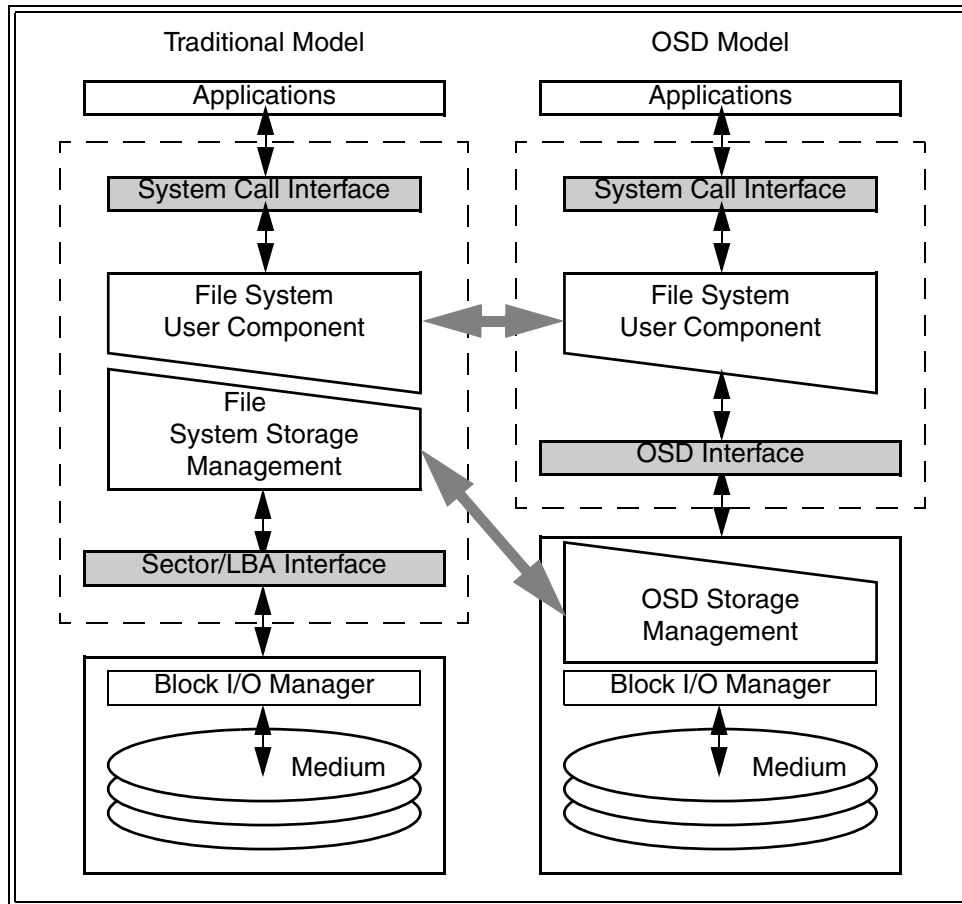 Traditional Model
Applications
System Call Interface
File System
User Component
File
System Storage
Management
Sector/LBA Interface
Block I/O Manager
Medium
OSD Model
Applications
System Call Interface
File System
User Component
OSD Interface
OSD Storage
Management
Block I/O Manager
Medium